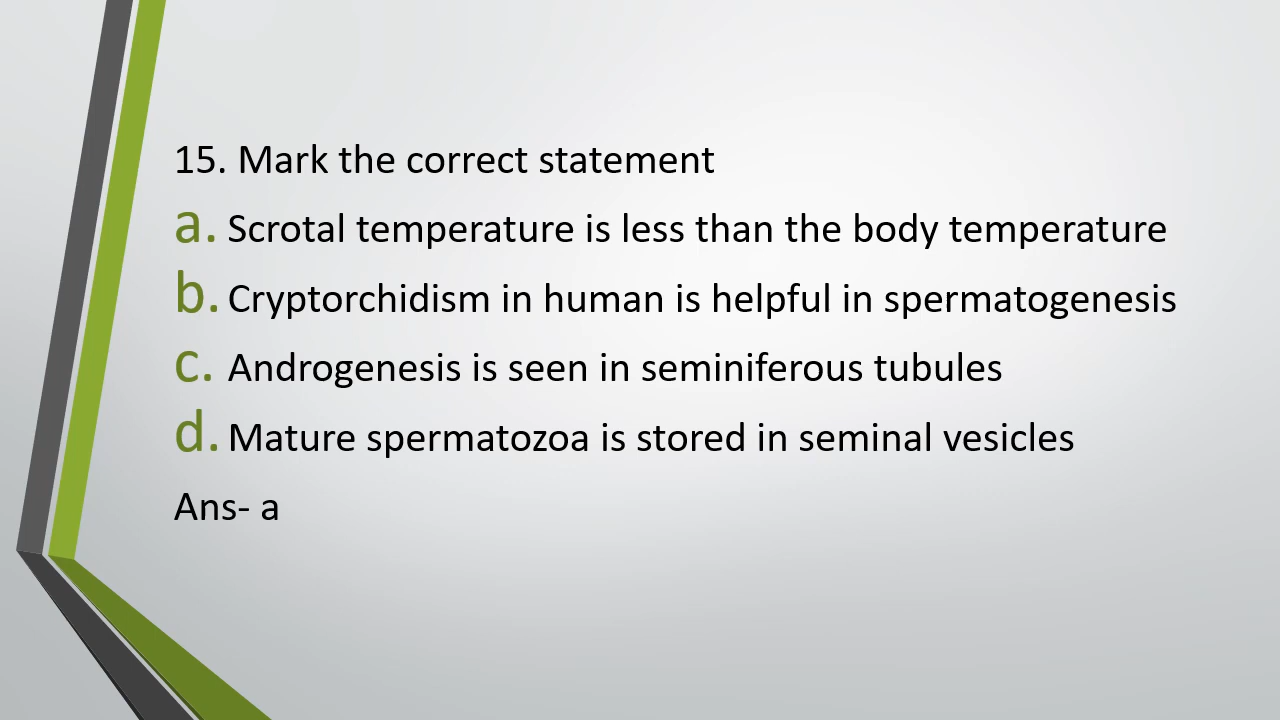 15. Mark the correct statement
a. Scrotal temperature is less than the body temperature
b. Cryptorchidism in human is helpful in spermatogenesis
c. Androgenesis is seen in seminiferous tubules
d. Mature spermatozoa is stored in seminal vesicles
Ans- a